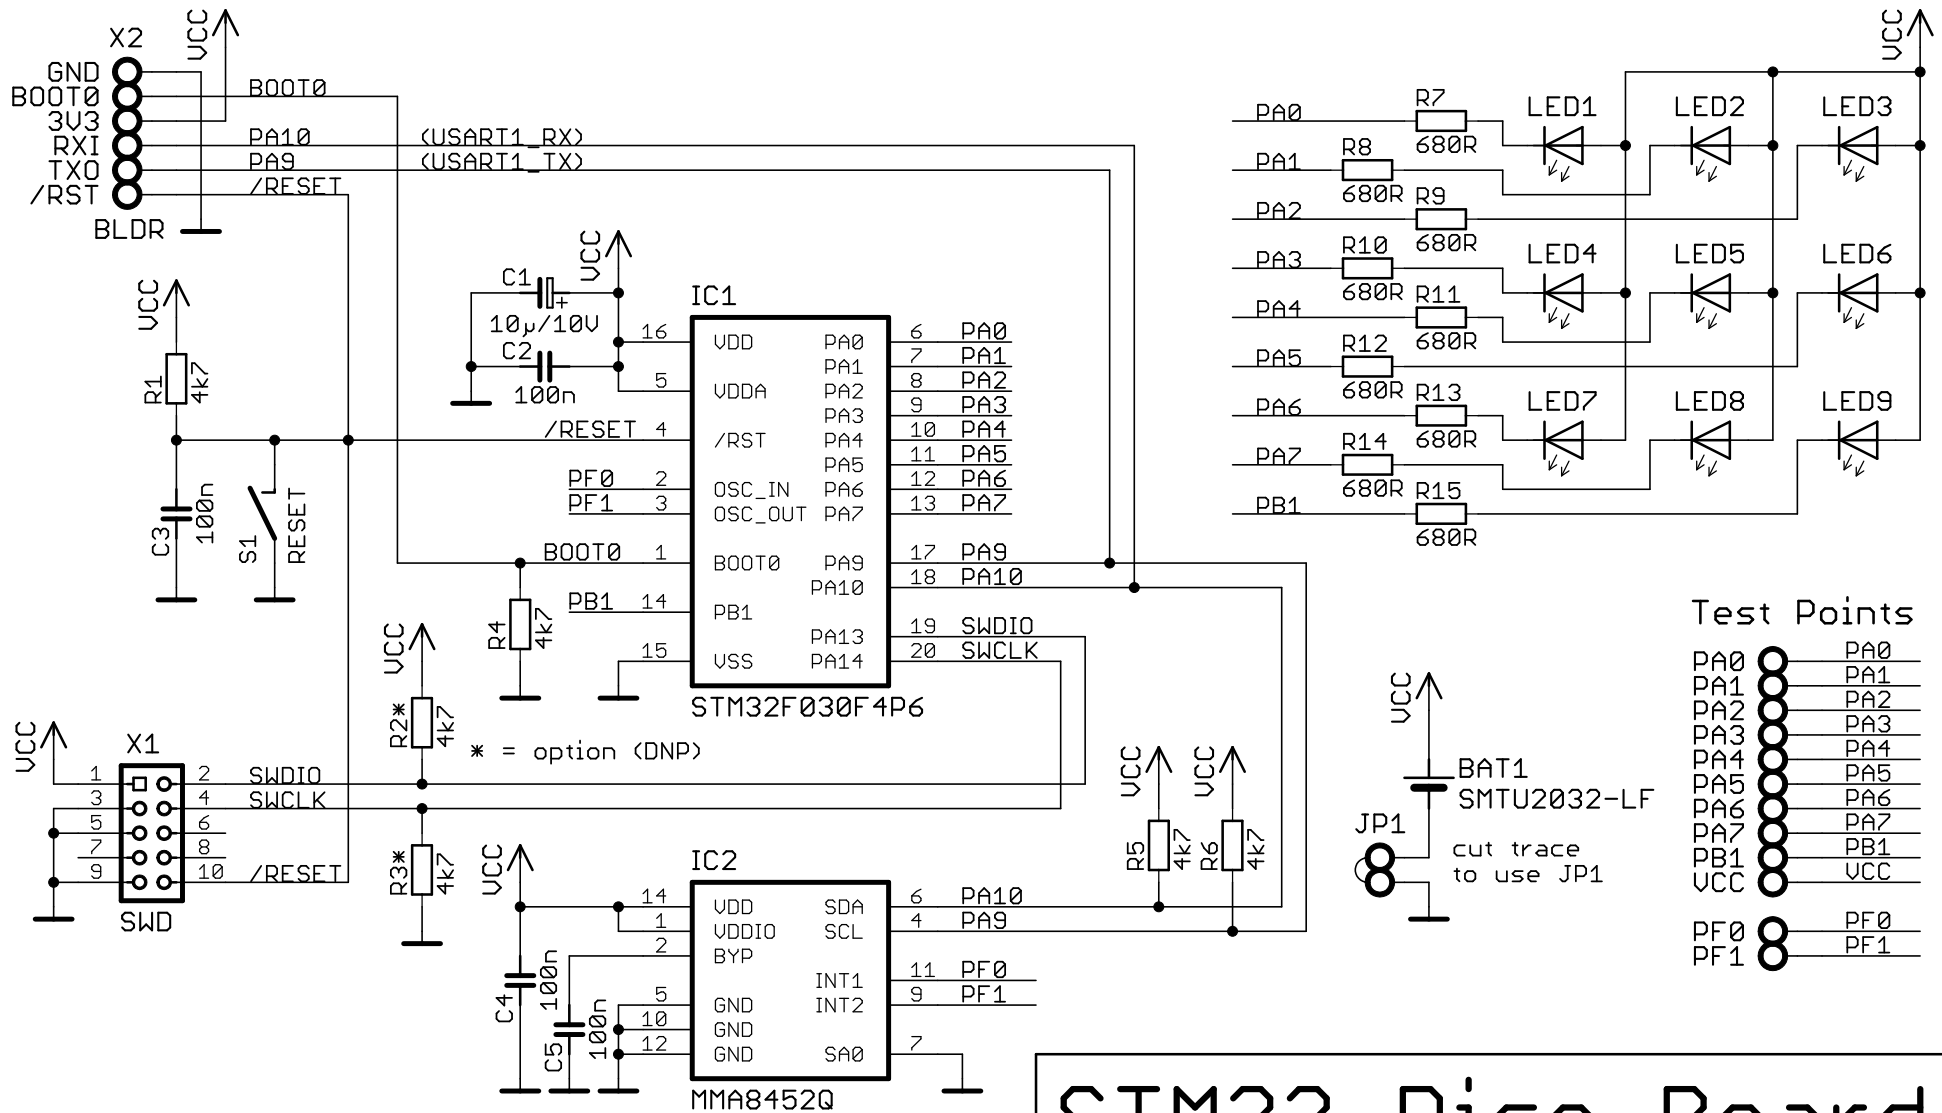 X2
VCC
GND
BOOT0
3V3
RXI
TXO
/RST
BLDR
BOOT0
PA10 (USART1_RX)
PA9 (USART1_TX)
/RESET
VCC
R1
4k7
C3
100n
S1
RESET
VCC
C1
+
10µ/10V
C2
100n
IC1
16 VDD
5 VDDA
/RESET 4 /RST
PF0 2 OSC_IN
PF1 3 OSC_OUT
BOOT0 1 BOOT0
PB1 14 PB1
15 VSS
PA0 6 PA0
PA1 7 PA1
PA2 8 PA2
PA3 9 PA3
PA4 10 PA4
PA5 11 PA5
PA6 12 PA6
PA7 13 PA7
PA9 17 PA9
PA10 18 PA10
PA13 19 SWDIO
PA14 20 SWCLK
STM32F030F4P6
R4
4k7
VCC
R2*
4k7
* = option (DNP)
R3*
4k7
VCC
X1
1 2 SWDIO
3 4 SWCLK
5 6
7 8
9 10 /RESET
SWD
VCC
C4
100n
C5
100n
IC2
14 VDD
1 VDDIO
2 BYP
5 GND
10 GND
12 GND
SDA 6 PA10
SCL 4 PA9
INT1 11 PF0
INT2 9 PF1
SA0 7
MMA8452Q
VCC
R5
4k7
VCC
R6
4k7
VCC
BAT1
SMTU2032-LF
JP1
cut trace
to use JP1
VCC
PA0 R7 680R
PA1 R8 680R
PA2 R9 680R
PA3 R10 680R
PA4 R11 680R
PA5 R12 680R
PA6 R13 680R
PA7 R14 680R
PB1 R15 680R
LED1 LED2 LED3
LED4 LED5 LED6
LED7 LED8 LED9
Test Points
PA0 PA0
PA1 PA1
PA2 PA2
PA3 PA3
PA4 PA4
PA5 PA5
PA6 PA6
PA7 PA7
PB1 PB1
VCC VCC
PF0 PF0
PF1 PF1
STM32 Dice Board